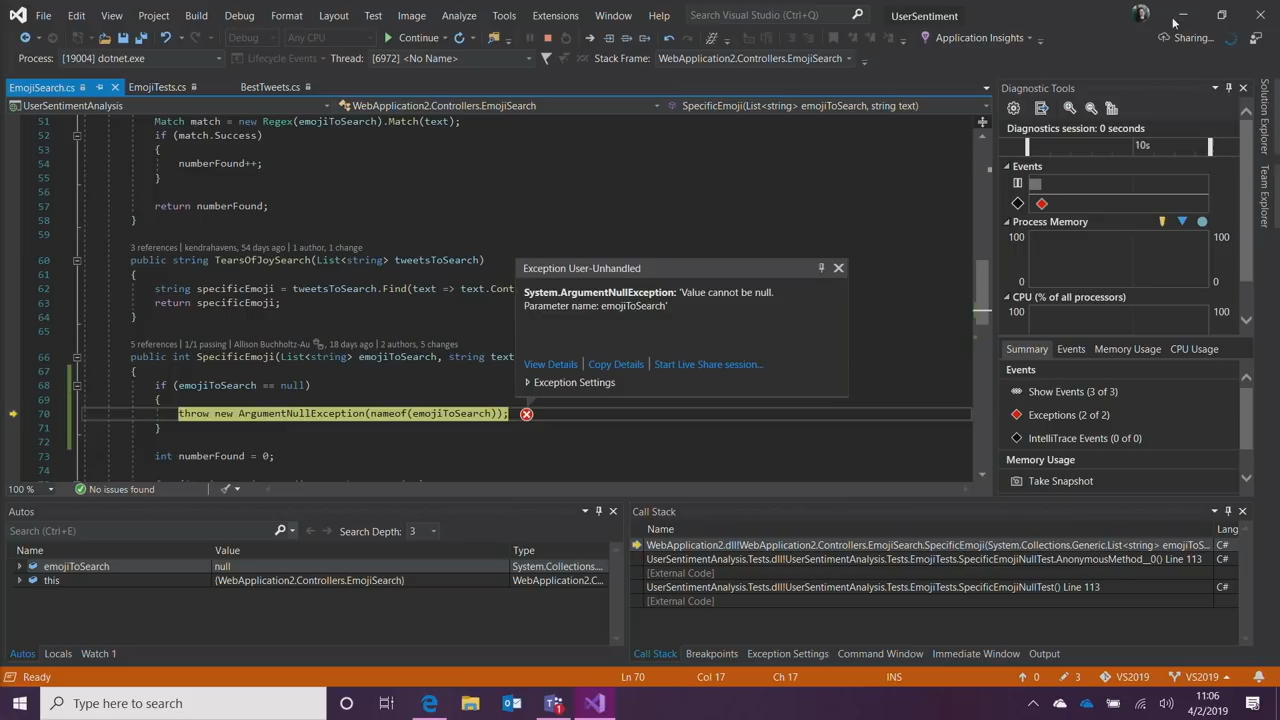 File Edit View Project Build Debug Format Layout Test Image Analyze Tools Extensions Window Help Search Visual Studio (Ctrl+Q) UserSentiment
Debug Any CPU Continue Application Insights Sharing...
Process: [19004] dotnet.exe Lifecycle Events Thread: [6972] <No Name> Stack Frame: WebApplication2.Controllers.EmojiSearch
EmojiSearch.cs EmojiTests.cs BestTweets.cs
UserSentimentAnalysis WebApplication2.Controllers.EmojiSearch SpecificEmoji(List<string> emojiToSearch, string text)
51 Match match = new Regex(emojiToSearch).Match(text);
52 if (match.Success)
53 {
54 numberFound++;
55 }
56
57 return numberFound;
58 }
59
3 references | kendrahavens, 54 days ago | 1 author, 1 change
60 public string TearsOfJoySearch(List<string> tweetsToSearch)
61 {
62 string specificEmoji = tweetsToSearch.Find(text => text.Cont
63 return specificEmoji;
64 }
65
5 references | 1/1 passing | Allison Buchholtz-Au, 18 days ago | 2 authors, 5 changes
66 public int SpecificEmoji(List<string> emojiToSearch, string text
67 {
68 if (emojiToSearch == null)
69 {
70 throw new ArgumentNullException(nameof(emojiToSearch));
71 }
72
73 int numberFound = 0;
74
100 % No issues found
Exception User-Unhandled
System.ArgumentNullException: 'Value cannot be null.
Parameter name: emojiToSearch'
View Details | Copy Details | Start Live Share session...
Exception Settings
Diagnostic Tools
Diagnostics session: 0 seconds
10s
Events
Process Memory
100 100
0 0
CPU (% of all processors)
100 100
Summary Events Memory Usage CPU Usage
Events
Show Events (3 of 3)
Exceptions (2 of 2)
IntelliTrace Events (0 of 0)
Memory Usage
Take Snapshot
Solution Explorer
Team Explorer
Autos
Search (Ctrl+E) Search Depth: 3
Name Value Type
emojiToSearch null System.Collections....
this {WebApplication2.Controllers.EmojiSearch} WebApplication2.C...
Autos Locals Watch 1
Call Stack
Name Lang
WebApplication2.dll!WebApplication2.Controllers.EmojiSearch.SpecificEmoji(System.Collections.Generic.List<string> emojiToS... C#
UserSentimentAnalysis.Tests.dll!UserSentimentAnalysis.Tests.EmojiTests.SpecificEmojiNullTest.AnonymousMethod__0() Line 113 C#
[External Code]
UserSentimentAnalysis.Tests.dll!UserSentimentAnalysis.Tests.EmojiTests.SpecificEmojiNullTest() Line 113 C#
[External Code]
Call Stack Breakpoints Exception Settings Command Window Immediate Window Output
Ready Ln 70 Col 17 Ch 17 INS 0 3 VS2019 VS2019
Type here to search 11:06
4/2/2019